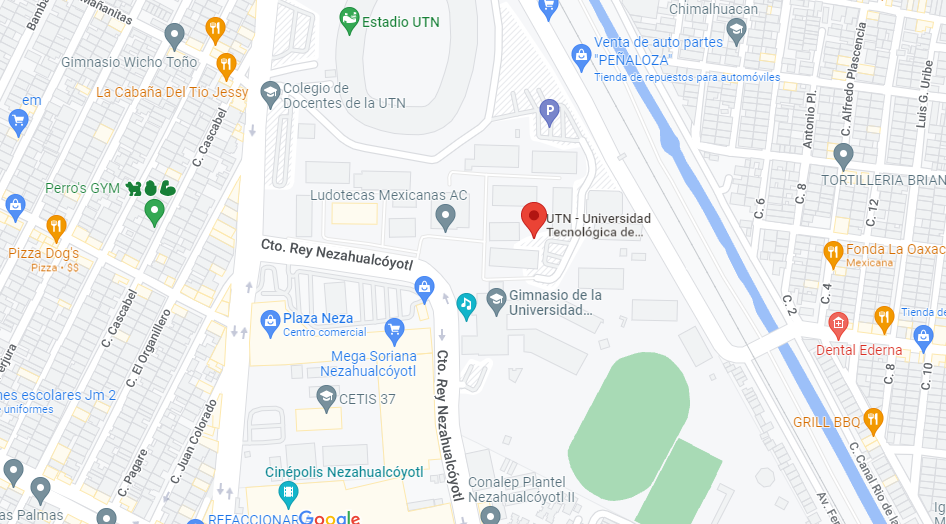 Mañanitas
Bamba
Estadio UTN
Chimalhuacan
Gimnasio Wicho Toño
Venta de auto partes
"PEÑALOZA"
Tienda de repuestos para automóviles
La Cabaña Del Tio Jessy
Colegio de
Docentes de la UTN
em
P
Antonio Pl.
C. Alfredo Plascencia
Luis G. Uribe
C. Cascabel
Perro's GYM
Ludotecas Mexicanas AC
TORTILLERIA BRIAN
C. 8
C. 6
C. 12
UTN - Universidad
Tecnológica de...
Pizza Dog's
Pizza • $$
Cto. Rey Nezahualcóyotl
Fonda La Oaxac
Mexicana
C. 4
C. 2
C. Cascabel
C. El Organillero
Gimnasio de la
Universidad...
Plaza Neza
Centro comercial
Tienda de
Mega Soriana
Nezahualcóyotl
Dental Ederna
C. 8
C. 10
Cto. Rey Nezahualcóyotl
nes escolares Jm 2
e uniformes
CETIS 37
C. Juan Colorado
GRILL BBQ
C. Pagare
Cinépolis Nezahualcóyotl
Conalep Plantel
Nezahualcóyotl II
C. Canal Río de la
Av. Fer
as Palmas
REFACCIONAR
Google